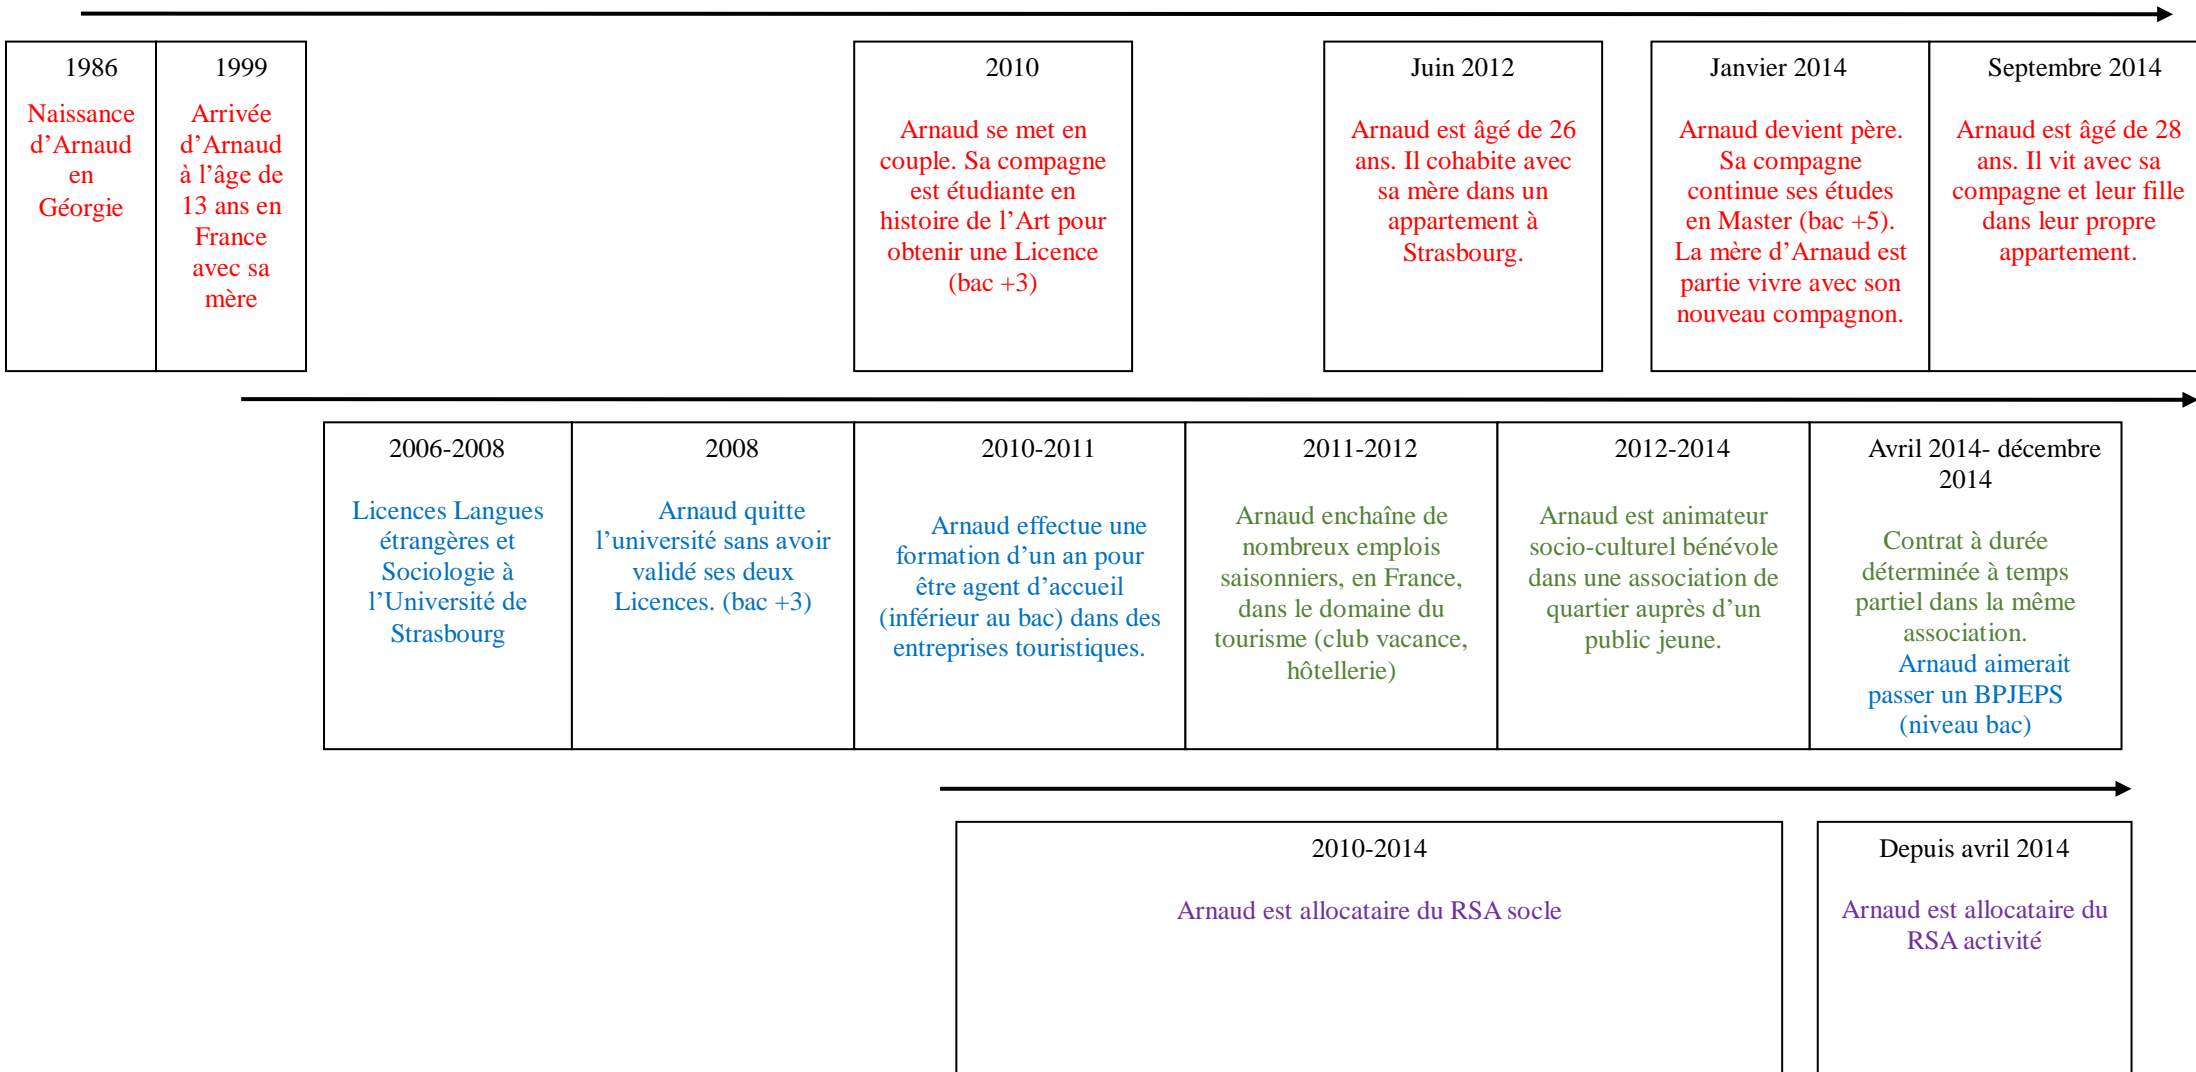 1986
Naissance
d’Arnaud
en
Géorgie
1999
Arrivée
d’Arnaud
à l’âge de
13 ans en
France
avec sa
mère
2010
Arnaud se met en
couple. Sa compagne
est étudiante en
histoire de l’Art pour
obtenir une Licence
(bac +3)
Juin 2012
Arnaud est âgé de 26
ans. Il cohabite avec
sa mère dans un
appartement à
Strasbourg.
Janvier 2014
Arnaud devient père.
Sa compagne
continue ses études
en Master (bac +5).
La mère d’Arnaud est
partie vivre avec son
nouveau compagnon.
Septembre 2014
Arnaud est âgé de 28
ans. Il vit avec sa
compagne et leur fille
dans leur propre
appartement.
2006-2008
Licences Langues
étrangères et
Sociologie à
l’Université de
Strasbourg
2008
Arnaud quitte
l’université sans avoir
validé ses deux
Licences. (bac +3)
2010-2011
Arnaud effectue une
formation d’un an pour
être agent d’accueil
(inférieur au bac) dans des
entreprises touristiques.
2011-2012
Arnaud enchaîne de
nombreux emplois
saisonniers, en France,
dans le domaine du
tourisme (club vacance,
hôtellerie)
2012-2014
Arnaud est animateur
socio-culturel bénévole
dans une association de
quartier auprès d’un
public jeune.
Avril 2014- décembre
2014
Contrat à durée
déterminée à temps
partiel dans la même
association.
Arnaud aimerait
passer un BPJEPS
(niveau bac)
2010-2014
Arnaud est allocataire du RSA socle
Depuis avril 2014
Arnaud est allocataire du
RSA activité